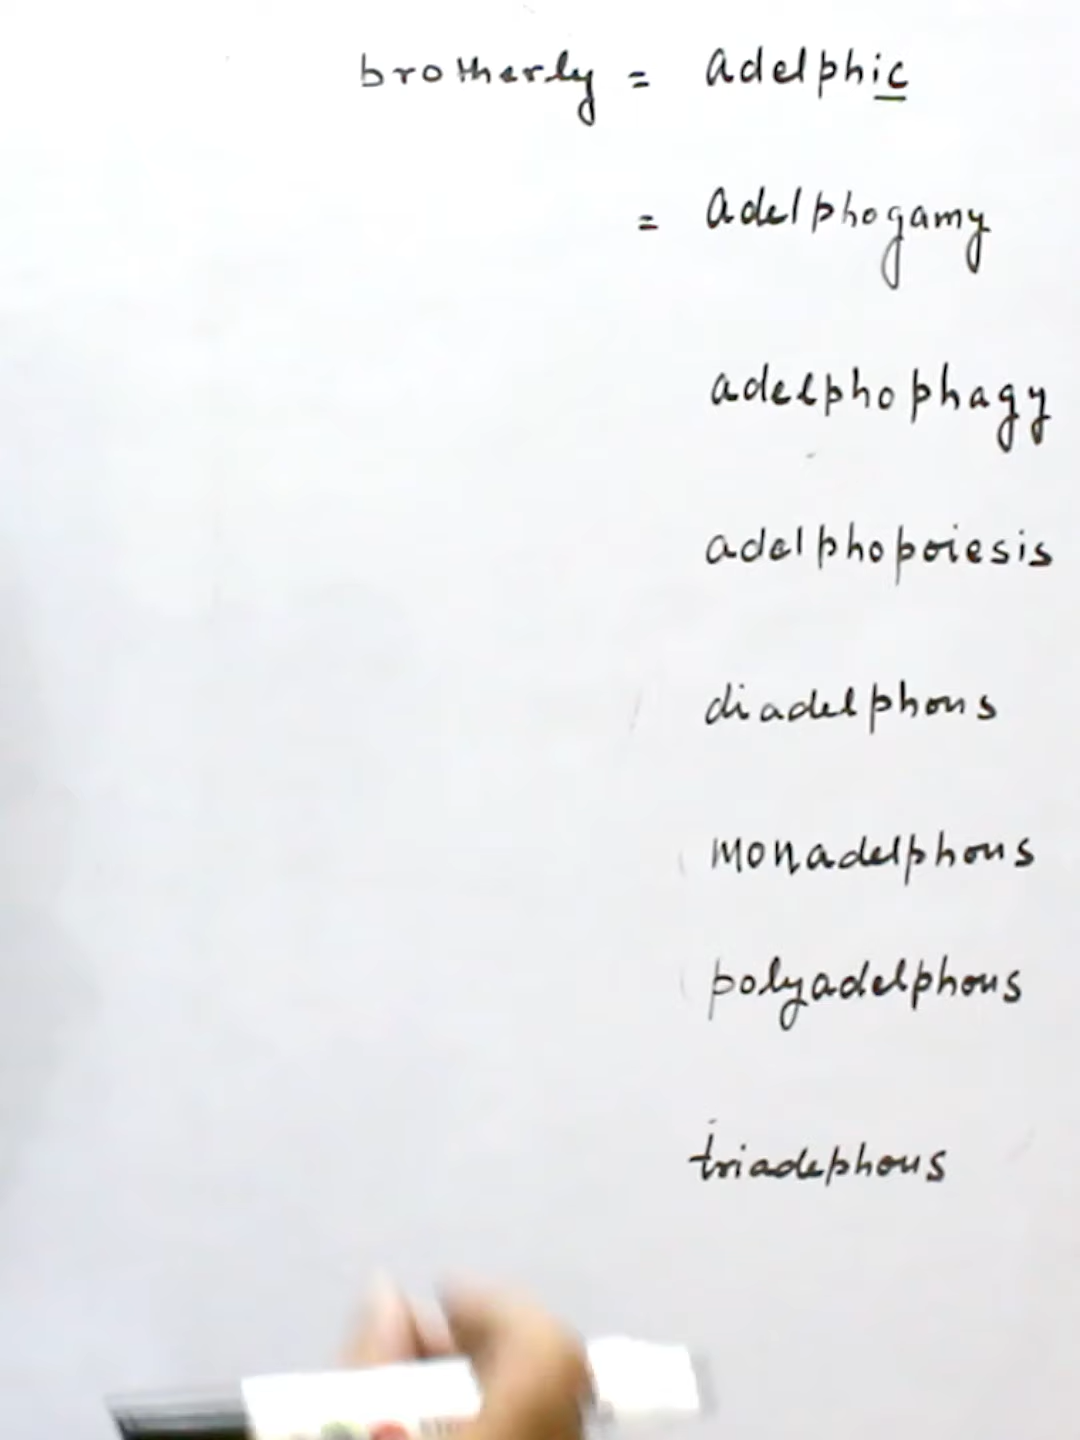 brotherly = adelphic
= adelphogamy
adelphophagy
adelphopoiesis
diadelphous
monadelphous
polyadelphous
triadephous